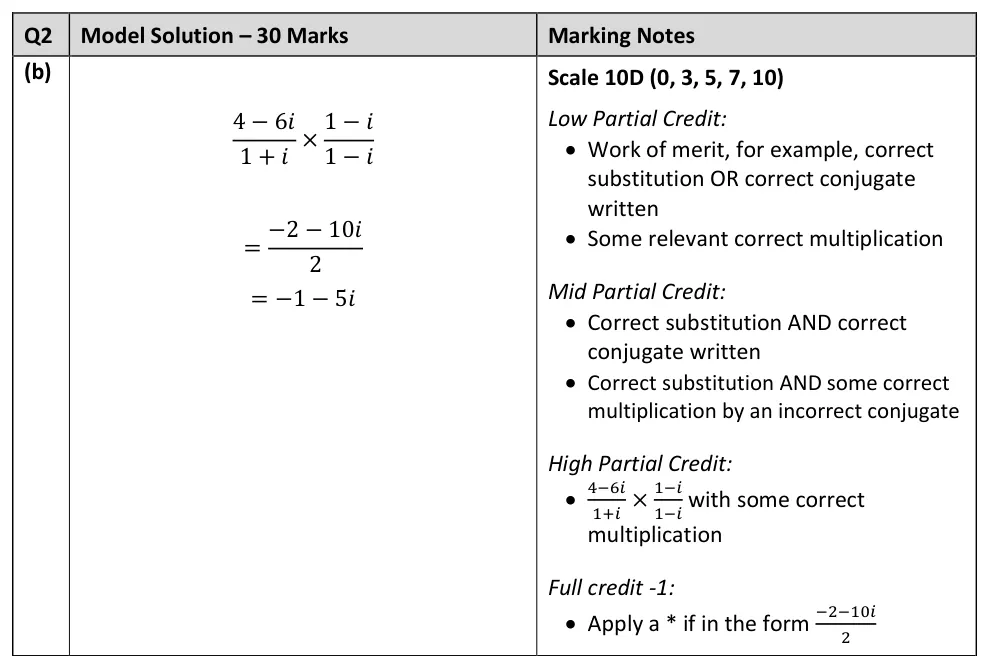 Q2 Model Solution – 30 Marks Marking Notes
(b)
4 − 6i / 1 + i × 1 − i / 1 − i
= −2 − 10i / 2
= −1 − 5i
Scale 10D (0, 3, 5, 7, 10)
Low Partial Credit:
• Work of merit, for example, correct
substitution OR correct conjugate
written
• Some relevant correct multiplication
Mid Partial Credit:
• Correct substitution AND correct
conjugate written
• Correct substitution AND some correct
multiplication by an incorrect conjugate
High Partial Credit:
• 4−6i / 1+i × 1−i / 1−i with some correct
multiplication
Full credit -1:
• Apply a * if in the form −2−10i / 2